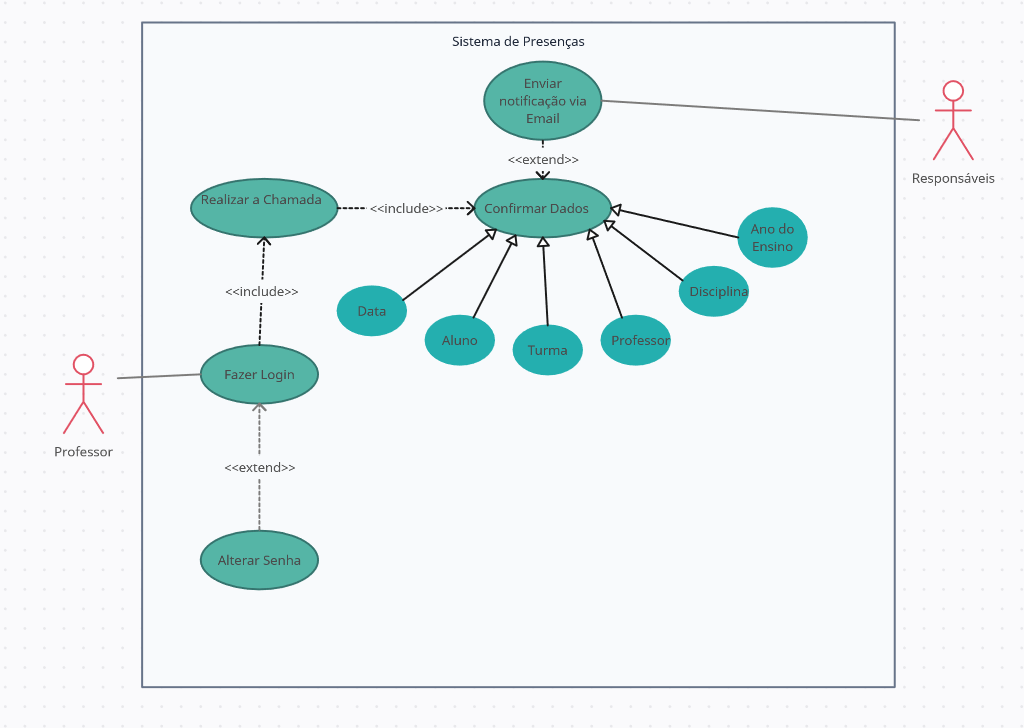 Sistema de Presenças
Enviar
notificação via
Email
<<extend>>
Responsáveis
Realizar a Chamada
<<include>>
Confirmar Dados
Ano do
Ensino
<<include>>
Disciplina
Data
Aluno
Turma
Professor
Fazer Login
Professor
<<extend>>
Alterar Senha